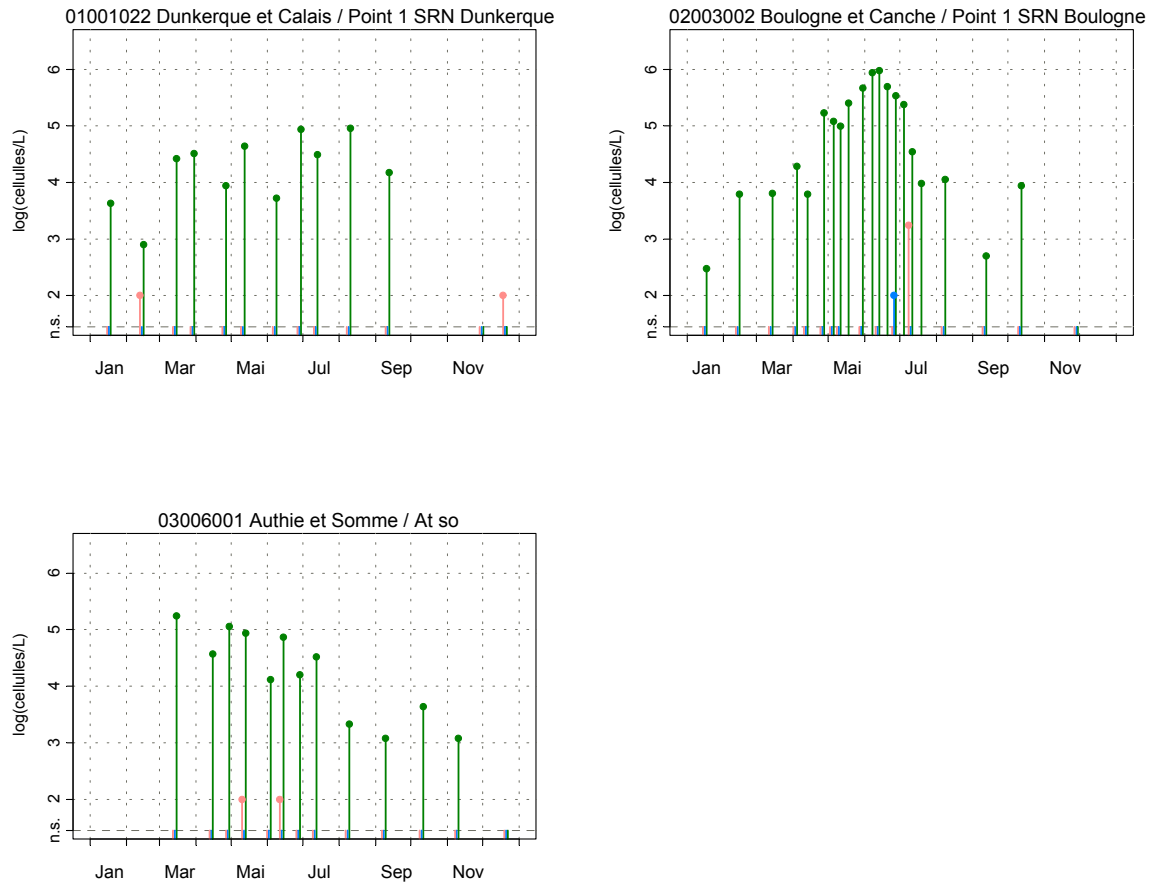 01001022 Dunkerque et Calais / Point 1 SRN Dunkerque
log(cellulles/L)
6
5
4
3
2
n.s.
Jan Mar Mai Jul Sep Nov
02003002 Boulogne et Canche / Point 1 SRN Boulogne
log(cellulles/L)
6
5
4
3
2
n.s.
Jan Mar Mai Jul Sep Nov
03006001 Authie et Somme / At so
log(cellulles/L)
6
5
4
3
2
n.s.
Jan Mar Mai Jul Sep Nov